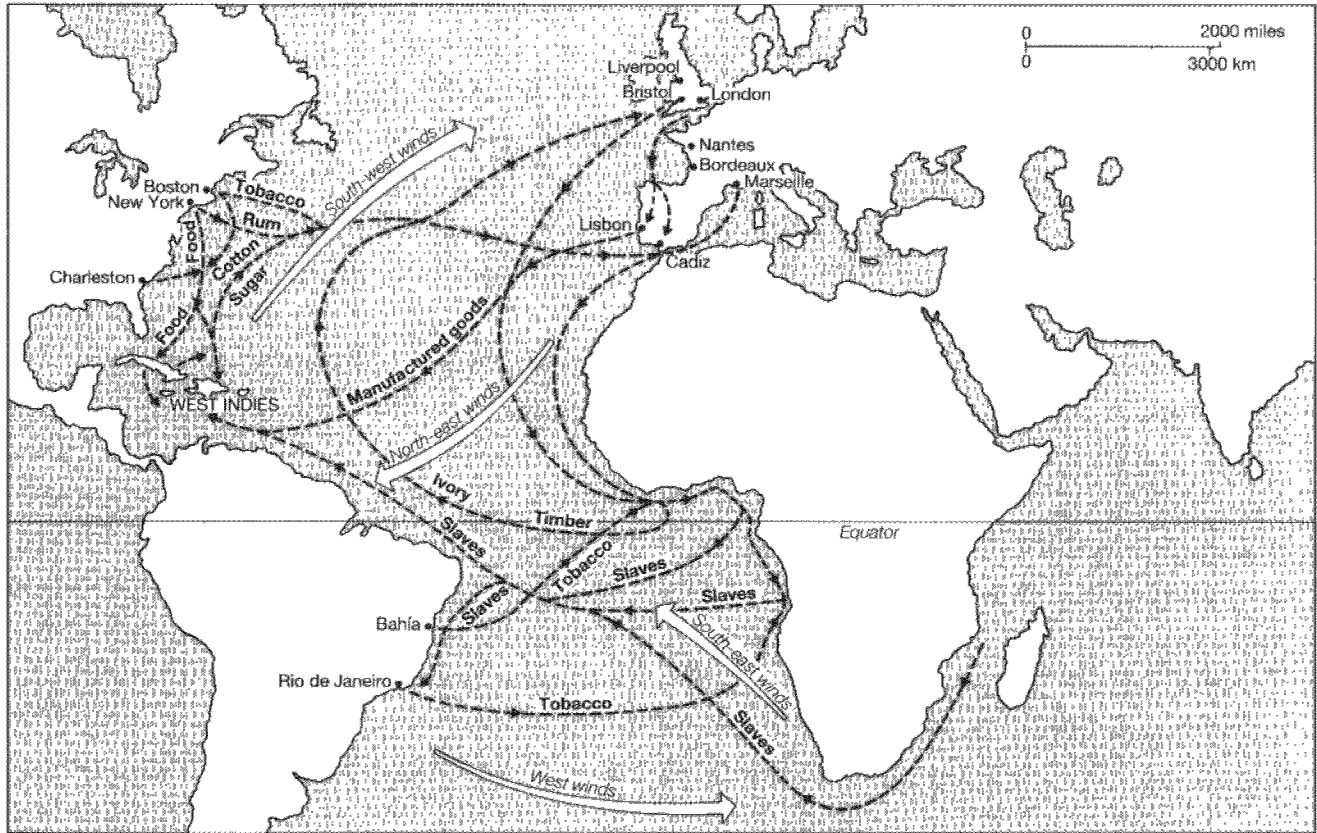 0 2000 miles
0 3000 km
Liverpool
Bristol
London
Nantes
Bordeaux
Marseille
Boston
New York
Tobacco
South-west winds
Rum
Food
Lisbon
Cotton
Cadiz
Charleston
Sugar
Food
Manufactured goods
WEST INDIES
North-east winds
Ivory
Timber
Slaves
Equator
Tobacco
Slaves
Slaves
Slaves
Bahía
South-east winds
Rio de Janeiro
Tobacco
Slaves
West winds